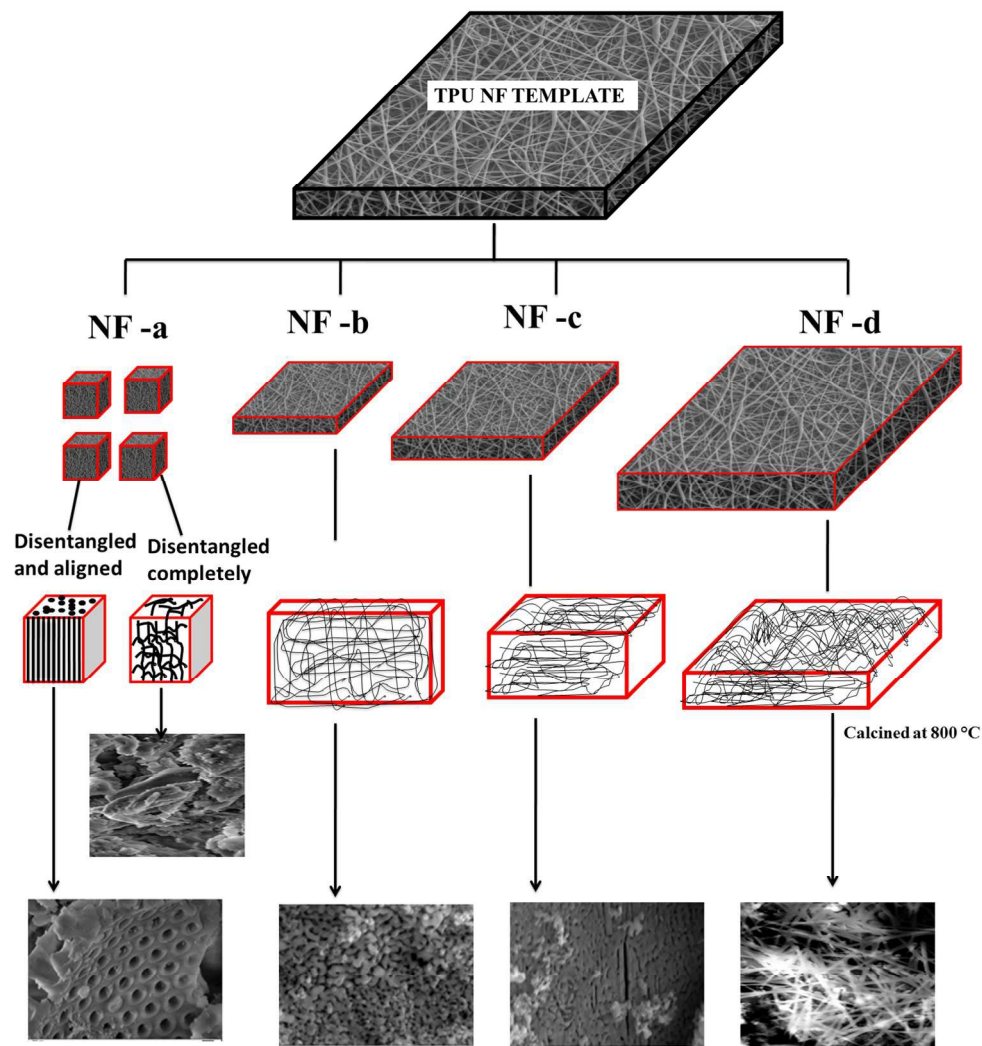 TPU NF TEMPLATE
NF -a
NF -b
NF -c
NF -d
Disentangled
and aligned
Disentangled
completely
Calcined at 800 °C